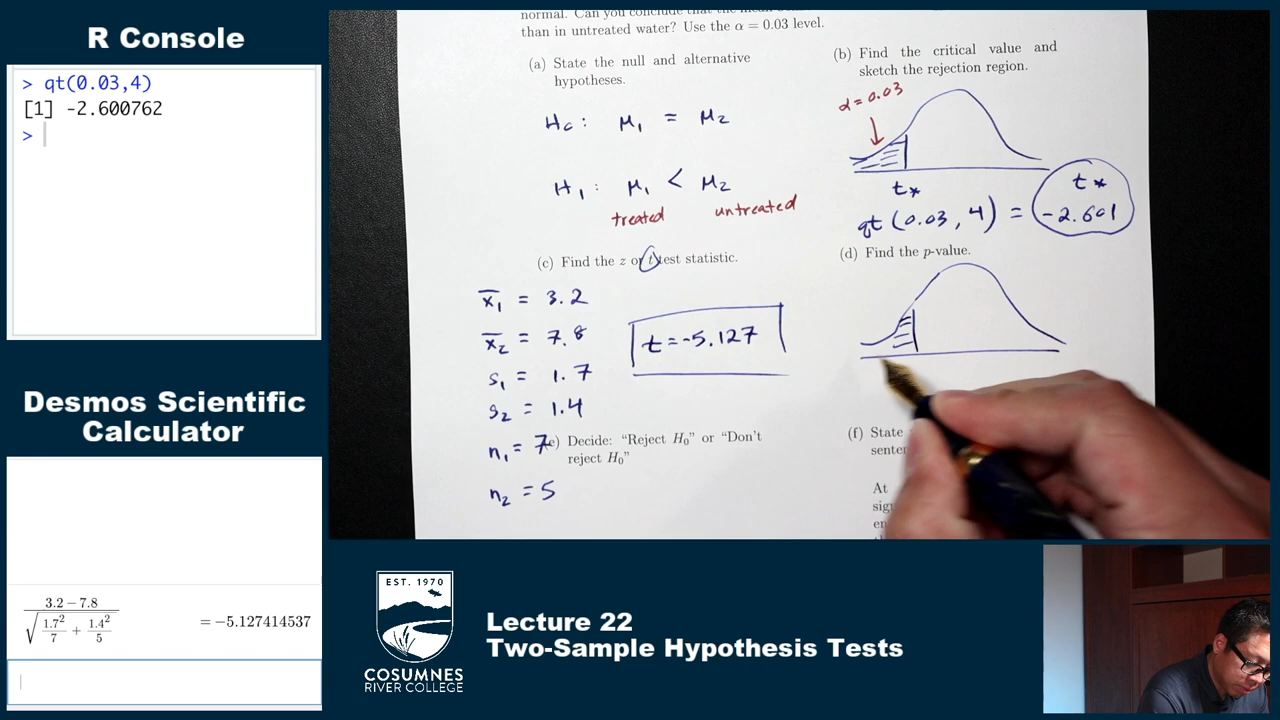 R Console
> qt(0.03,4)
[1] -2.600762
>
Desmos Scientific
Calculator
3.2 − 7.8
√ 1.7² / 7 + 1.4² / 5 = −5.127414537
normal. Can you conclude that the mean
than in untreated water? Use the α = 0.03 level.
(a) State the null and alternative
hypotheses.
H₀: μ₁ = μ₂
H₁: μ₁ < μ₂
treated untreated
(b) Find the critical value and
sketch the rejection region.
α = 0.03
t*
qt (0.03, 4) = t* -2.601
(c) Find the z or t test statistic.
x̄₁ = 3.2
x̄₂ = 7.8
s₁ = 1.7
s₂ = 1.4
n₁ = 7
n₂ = 5
t = -5.127
(d) Find the p-value.
(e) Decide: “Reject H₀” or “Don’t
reject H₀”
(f) State
At
EST. 1970
COSUMNES
RIVER COLLEGE
Lecture 22
Two-Sample Hypothesis Tests